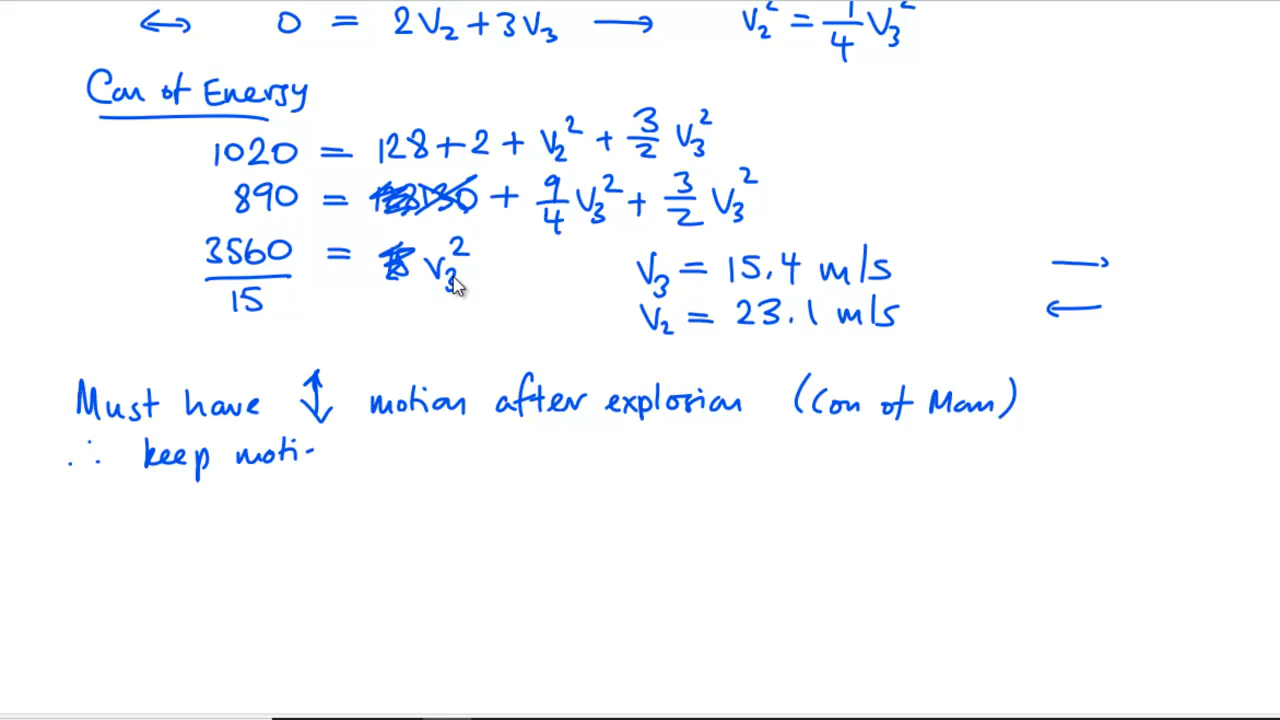 ↔ 0 = 2V₂ + 3V₃ → V₂² = 1/4 V₃²
Con of Energy
1020 = 128 + 2 + V₂² + 3/2 V₃²
890 = + 9/4 V₃² + 3/2 V₃²
3560/15 = V₃²
V₃ = 15.4 m/s →
V₂ = 23.1 m/s ←
Must have ↕ motion after explosion (Con of Mom)
∴ keep moti-